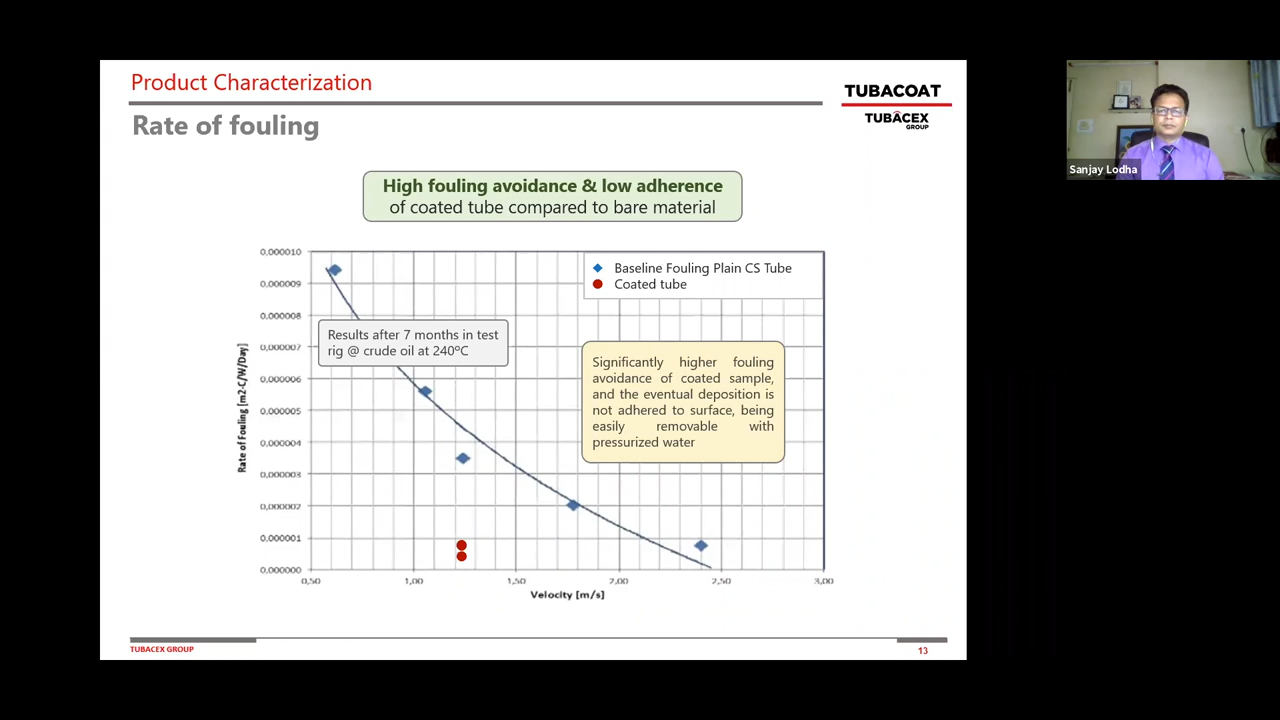 Product Characterization
TUBACOAT
TUBÂCEX
GROUP
Rate of fouling
High fouling avoidance & low adherence
of coated tube compared to bare material
0,000010
0,000009
0,000008
0,000007
0,000006
0,000005
0,000004
0,000003
0,000002
0,000001
0,000000
Rate of Fouling [m2-C/W/Day]
Baseline Fouling Plain CS Tube
Coated tube
Results after 7 months in test
rig @ crude oil at 240ºC
Significantly higher fouling
avoidance of coated sample,
and the eventual deposition is
not adhered to surface, being
easily removable with
pressurized water
0,50 1,00 1,50 2,00 2,50 3,00
Velocity [m/s]
TUBACEX GROUP
13
Sanjay Lodha